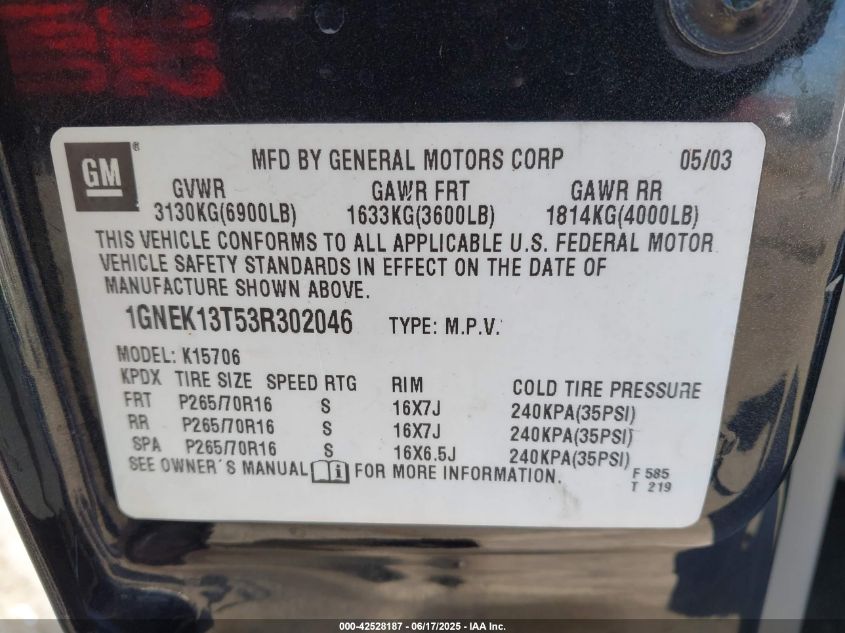 GM
MFD BY GENERAL MOTORS CORP 05/03
GVWR GAWR FRT GAWR RR
3130KG(6900LB) 1633KG(3600LB) 1814KG(4000LB)
THIS VEHICLE CONFORMS TO ALL APPLICABLE U.S. FEDERAL MOTOR
VEHICLE SAFETY STANDARDS IN EFFECT ON THE DATE OF
MANUFACTURE SHOWN ABOVE.
1GNEK13T53R302046 TYPE: M.P.V.
MODEL: K15706
KPDX TIRE SIZE SPEED RTG RIM COLD TIRE PRESSURE
FRT P265/70R16 S 16X7J 240KPA(35PSI)
RR P265/70R16 S 16X7J 240KPA(35PSI)
SPA P265/70R16 S 16X6.5J 240KPA(35PSI)
SEE OWNER'S MANUAL FOR MORE INFORMATION.
F 585
T 219
000-42528187 - 06/17/2025 - IAA Inc.